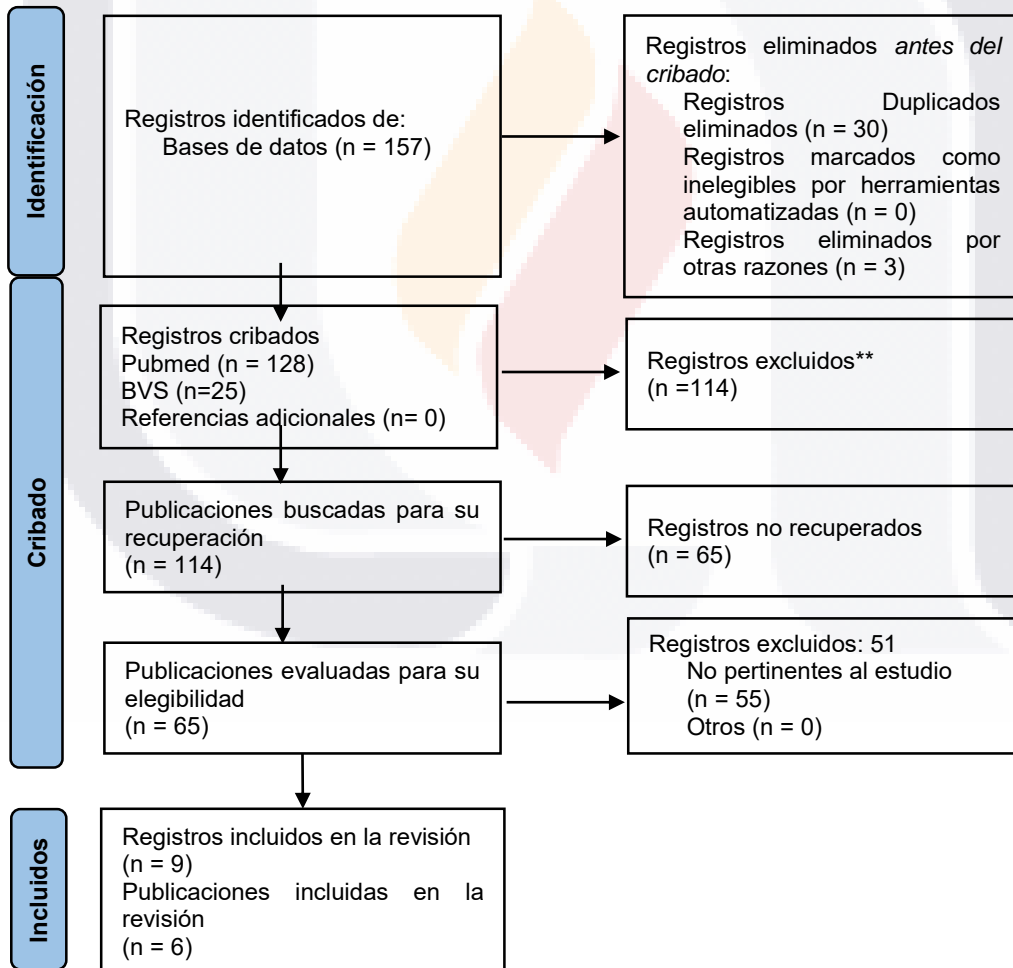 Identificación
Registros identificados de:
Bases de datos (n = 157)
Registros eliminados antes del
cribado:
Registros Duplicados
eliminados (n = 30)
Registros marcados como
inelegibles por herramientas
automatizadas (n = 0)
Registros eliminados por
otras razones (n = 3)
Cribado
Registros cribados
Pubmed (n = 128)
BVS (n=25)
Referencias adicionales (n= 0)
Registros excluidos**
(n =114)
Publicaciones buscadas para su
recuperación
(n = 114)
Registros no recuperados
(n = 65)
Publicaciones evaluadas para su
elegibilidad
(n = 65)
Registros excluidos: 51
No pertinentes al estudio
(n = 55)
Otros (n = 0)
Incluidos
Registros incluidos en la revisión
(n = 9)
Publicaciones incluidas en la
revisión
(n = 6)